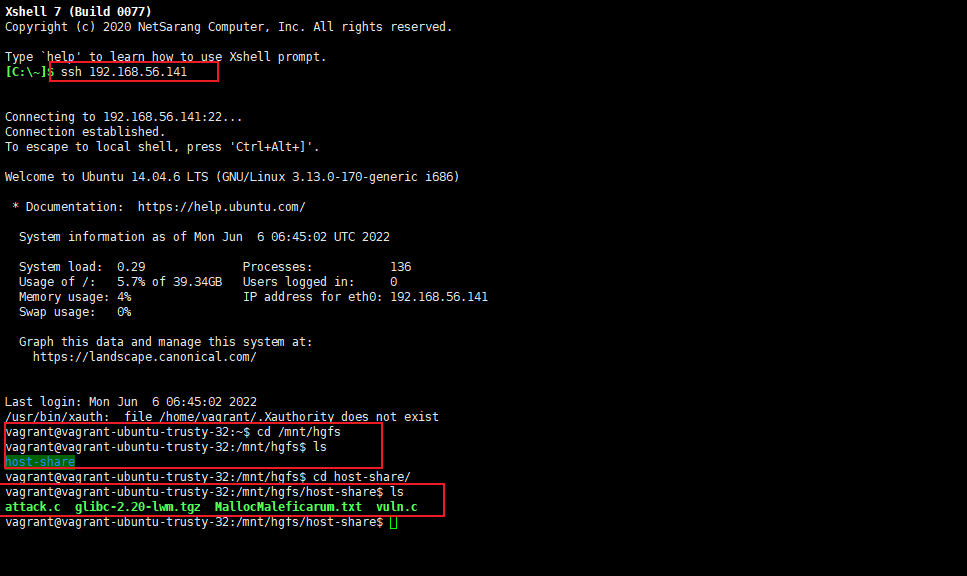 Xshell 7 (Build 0077)
Copyright (c) 2020 NetSarang Computer, Inc. All rights reserved.
Type `help' to learn how to use Xshell prompt.
[C:\~]$ ssh 192.168.56.141
Connecting to 192.168.56.141:22...
Connection established.
To escape to local shell, press 'Ctrl+Alt+]'.
Welcome to Ubuntu 14.04.6 LTS (GNU/Linux 3.13.0-170-generic i686)
* Documentation:  https://help.ubuntu.com/
System information as of Mon Jun  6 06:45:02 UTC 2022
System load:  0.29              Processes:           136
Usage of /:   5.7% of 39.34GB   Users logged in:     0
Memory usage: 4%                IP address for eth0: 192.168.56.141
Swap usage:   0%
Graph this data and manage this system at:
https://landscape.canonical.com/
Last login: Mon Jun  6 06:45:02 2022
/usr/bin/xauth:  file /home/vagrant/.Xauthority does not exist
vagrant@vagrant-ubuntu-trusty-32:~$ cd /mnt/hgfs
vagrant@vagrant-ubuntu-trusty-32:/mnt/hgfs$ ls
host-share
vagrant@vagrant-ubuntu-trusty-32:/mnt/hgfs$ cd host-share/
vagrant@vagrant-ubuntu-trusty-32:/mnt/hgfs/host-share$ ls
attack.c  glibc-2.20-lwm.tgz  MallocMaleficarum.txt  vuln.c
vagrant@vagrant-ubuntu-trusty-32:/mnt/hgfs/host-share$